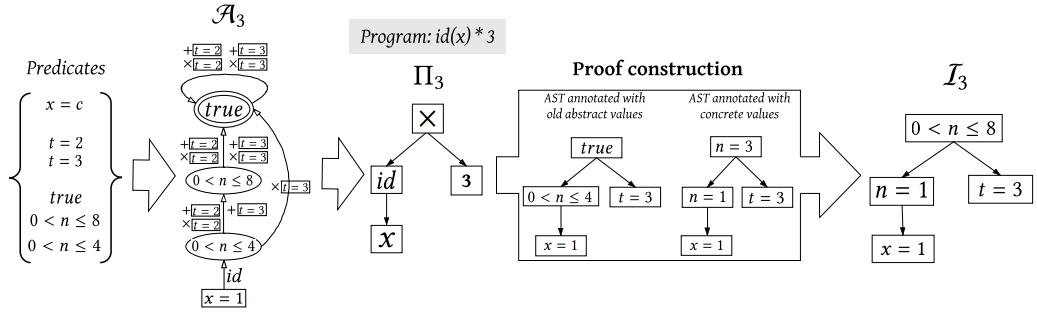 𝒜₃
Program: id(x) * 3
Predicates
x = c
t = 2
t = 3
true
0 < n ≤ 8
0 < n ≤ 4
+ t = 2 + t = 3
× t = 2 × t = 3
true
+ t = 2 + t = 3
× t = 2 × t = 3
0 < n ≤ 8
× t = 3
+ t = 2 + t = 3
× t = 2
0 < n ≤ 4
id
x = 1
Π₃
×
id
3
x
Proof construction
AST annotated with
old abstract values
true
0 < n ≤ 4
t = 3
x = 1
AST annotated with
concrete values
n = 3
n = 1
t = 3
x = 1
ℐ₃
0 < n ≤ 8
n = 1
t = 3
x = 1